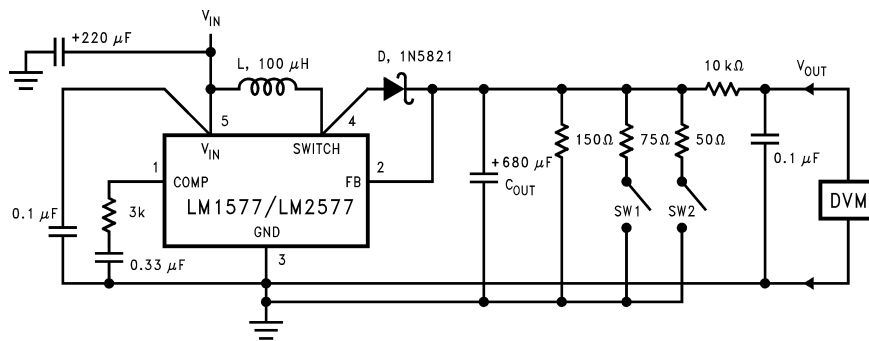 V_IN
+220 μF
L, 100 μH
D, 1N5821
10 kΩ
V_OUT
5
4
V_IN
SWITCH
150Ω
75Ω
50Ω
0.1 μF
1
COMP
2
FB
+680 μF
C_OUT
3k
LM1577/LM2577
0.1 μF
SW1
SW2
DVM
GND
3
0.33 μF